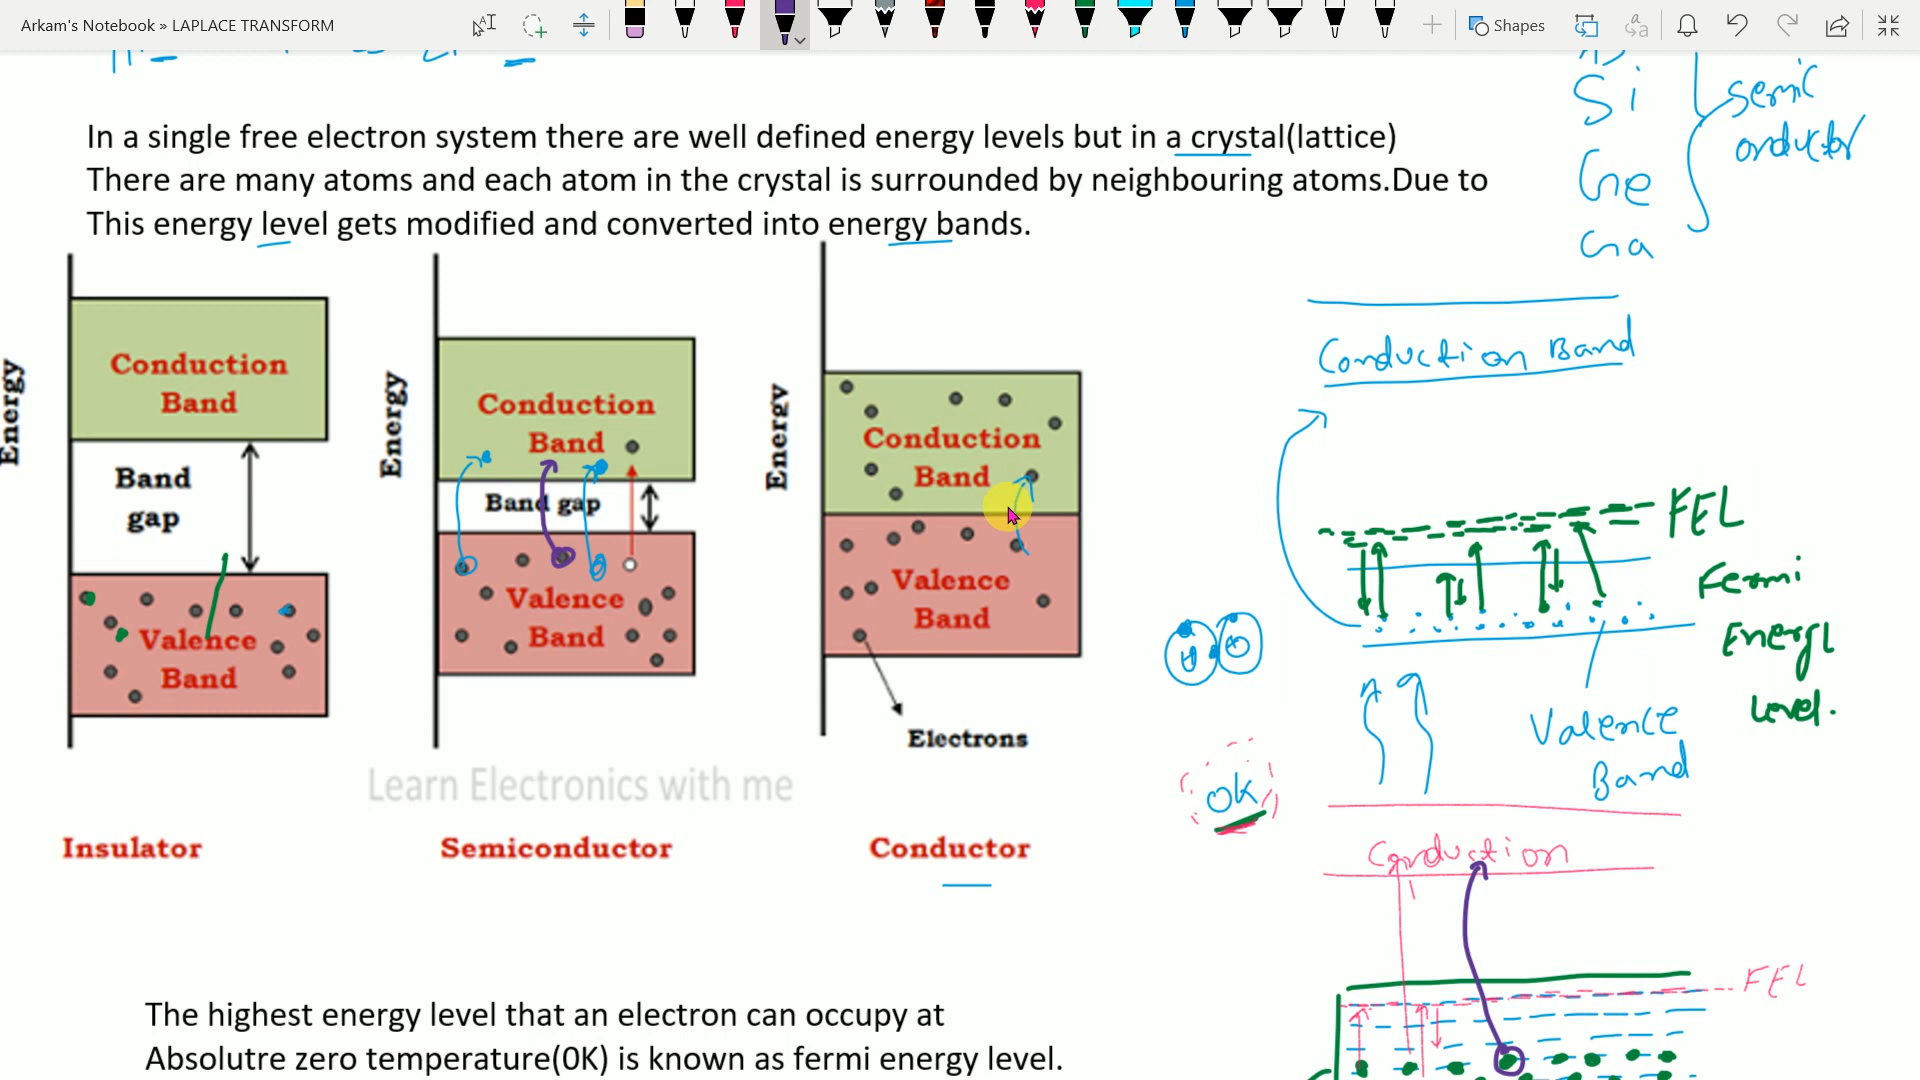 Arkam's Notebook » LAPLACE TRANSFORM
Shapes
In a single free electron system there are well defined energy levels but in a crystal(lattice)
There are many atoms and each atom in the crystal is surrounded by neighbouring atoms.Due to
This energy level gets modified and converted into energy bands.
Si
Ge
Ga
semic
onductor
Energy
Conduction
Band
Band
gap
Valence
Band
Energy
Conduction
Band
Band gap
Valence
Band
Energy
Conduction
Band
Valence
Band
Electrons
Learn Electronics with me
Insulator
Semiconductor
Conductor
Conduction Band
FEL
Fermi
Energy
Level.
Valence
Band
OK
Conduction
FEL
The highest energy level that an electron can occupy at
Absolutre zero temperature(0K) is known as fermi energy level.